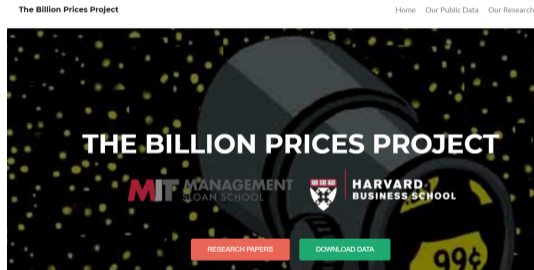 The Billion Prices Project
Home Our Public Data Our Research
THE BILLION PRICES PROJECT
MIT MANAGEMENT
SLOAN SCHOOL
HARVARD
BUSINESS SCHOOL
RESEARCH PAPERS
DOWNLOAD DATA
99¢